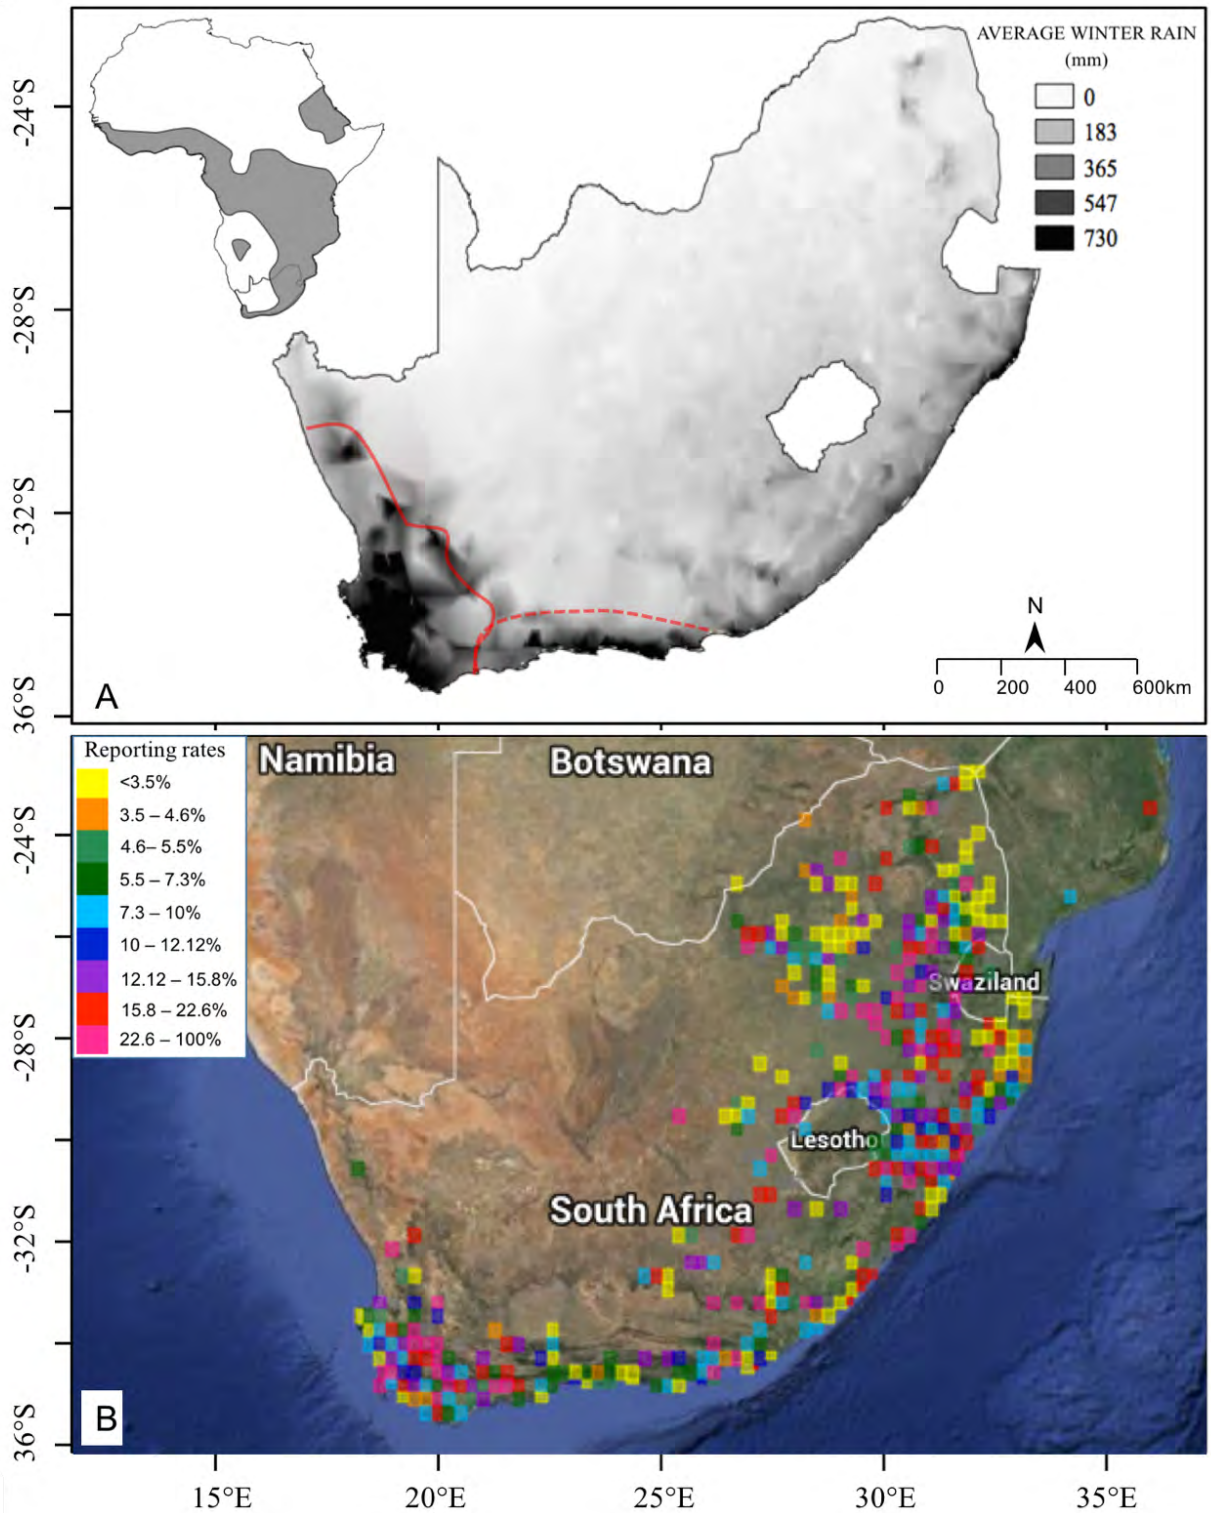 AVERAGE WINTER RAIN
(mm)
0
183
365
547
730
-24°S
-28°S
-32°S
36°S
N
0 200 400 600km
A
Reporting rates
<3.5%
3.5 – 4.6%
4.6– 5.5%
5.5 – 7.3%
7.3 – 10%
10 – 12.12%
12.12 – 15.8%
15.8 – 22.6%
22.6 – 100%
Namibia
Botswana
Swaziland
Lesotho
South Africa
-24°S
-28°S
-32°S
36°S
B
15°E 20°E 25°E 30°E 35°E